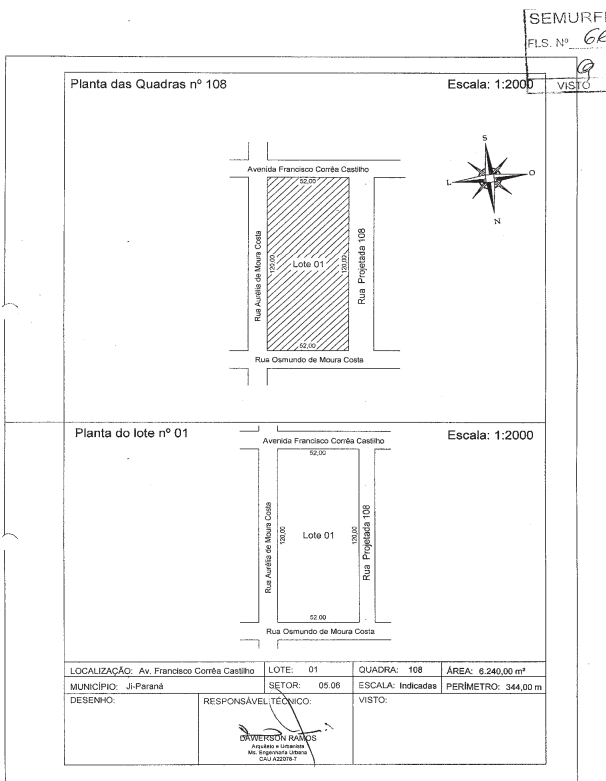 SEMURF
FLS. Nº 66
VISTO
Planta das Quadras nº 108
Escala: 1:2000
S
L
O
N
Avenida Francisco Corrêa Castilho
52,00
Rua Aurélia de Moura Costa
120,00
Lote 01
120,00
Rua Projetada 108
52,00
Rua Osmundo de Moura Costa
Planta do lote nº 01
Escala: 1:2000
Avenida Francisco Corrêa Castilho
52,00
Rua Aurélia de Moura Costa
120,00
Lote 01
120,00
Rua Projetada 108
52,00
Rua Osmundo de Moura Costa
LOCALIZAÇÃO: Av. Francisco Corrêa Castilho LOTE: 01 QUADRA: 108 ÁREA: 6.240,00 m²
MUNICÍPIO: Ji-Paraná SETOR: 05.06 ESCALA: Indicadas PERÍMETRO: 344,00 m
DESENHO: RESPONSÁVEL TÉCNICO: VISTO:
DAWERSON RAMOS
Arquiteto e Urbanista
Ms. Engenharia Urbana
CAU A22078-7